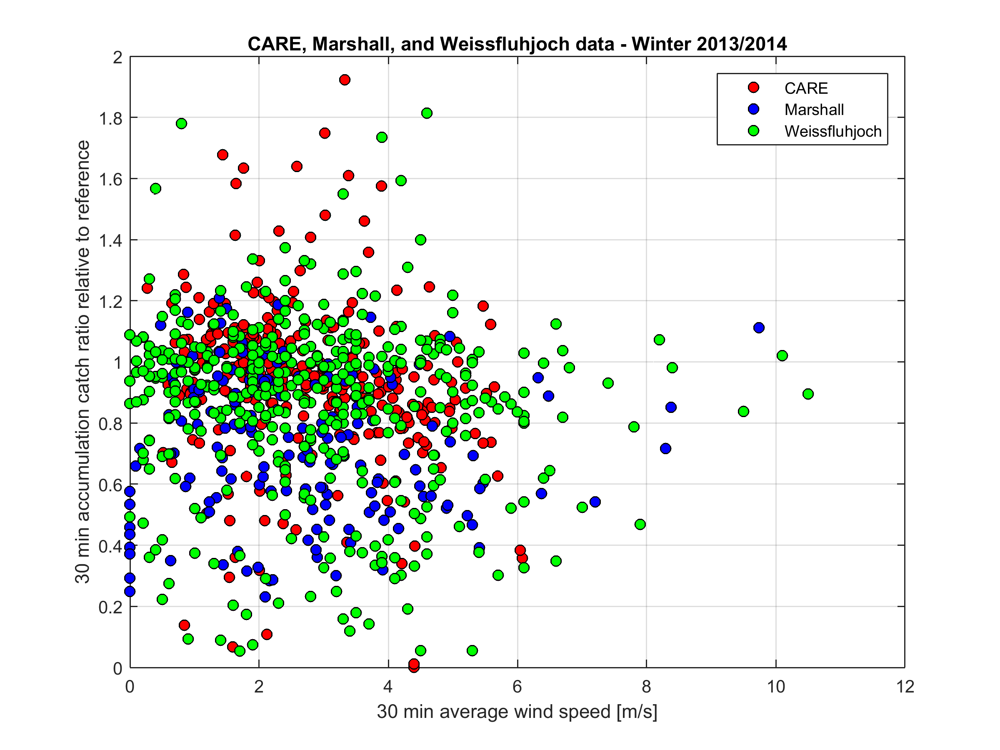 CARE, Marshall, and Weissfluhjoch data - Winter 2013/2014
2
1.8
1.6
1.4
1.2
1
0.8
0.6
0.4
0.2
0
30 min accumulation catch ratio relative to reference
CARE
Marshall
Weissfluhjoch
0 2 4 6 8 10 12
30 min average wind speed [m/s]